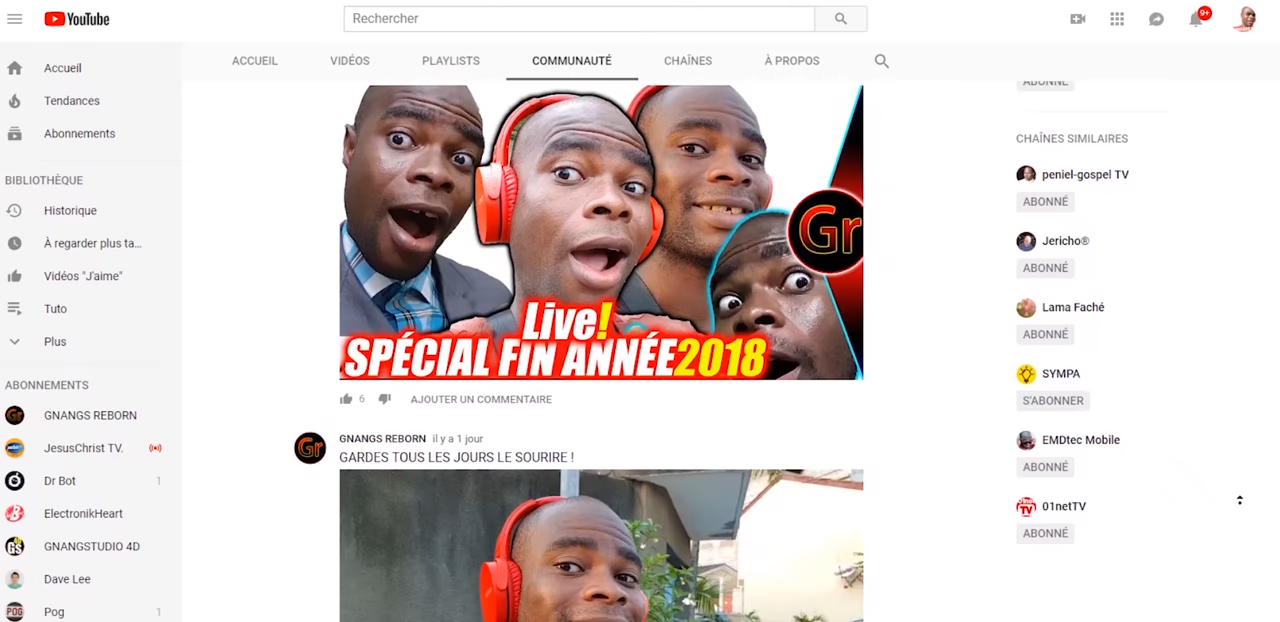 YouTube
Rechercher
9+
ACCUEIL
VIDÉOS
PLAYLISTS
COMMUNAUTÉ
CHAÎNES
À PROPOS
Accueil
Tendances
Abonnements
BIBLIOTHÈQUE
Historique
À regarder plus ta...
Vidéos "J'aime"
Tuto
Plus
ABONNEMENTS
GNANGS REBORN
JesusChrist TV.
Dr Bot 1
ElectronikHeart
GNANGSTUDIO 4D
Dave Lee
POG
Pog 1
Gr
Live!
SPÉCIAL FIN ANNÉE2018
6
AJOUTER UN COMMENTAIRE
Gr
GNANGS REBORN il y a 1 jour
GARDES TOUS LES JOURS LE SOURIRE !
ABONNÉ
CHAÎNES SIMILAIRES
peniel-gospel TV
ABONNÉ
Jericho®
ABONNÉ
Lama Faché
ABONNÉ
SYMPA
S'ABONNER
EMDtec Mobile
ABONNÉ
01netTV
ABONNÉ